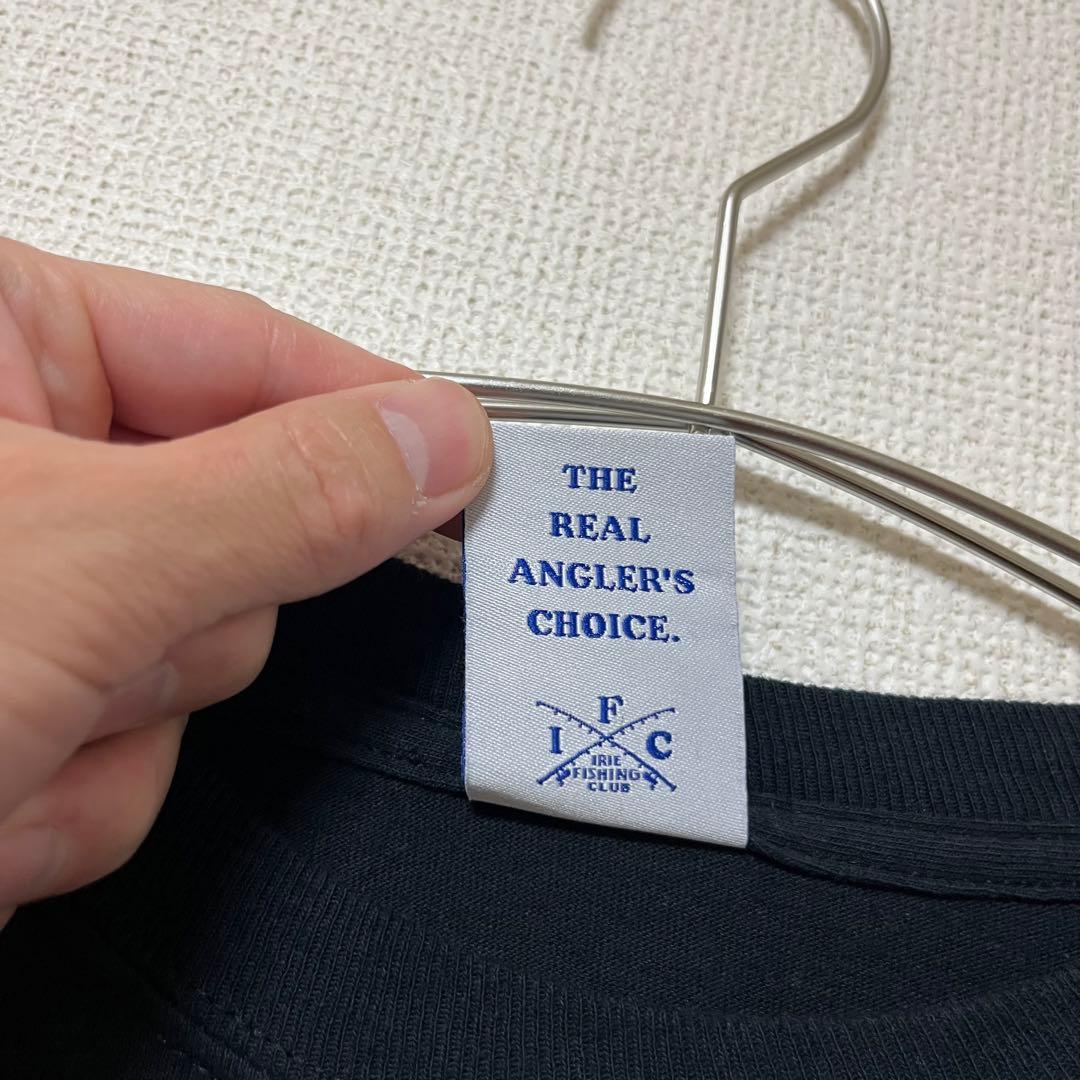 THE
REAL
ANGLER'S
CHOICE.
F
I C
IRIE
FISHING
CLUB